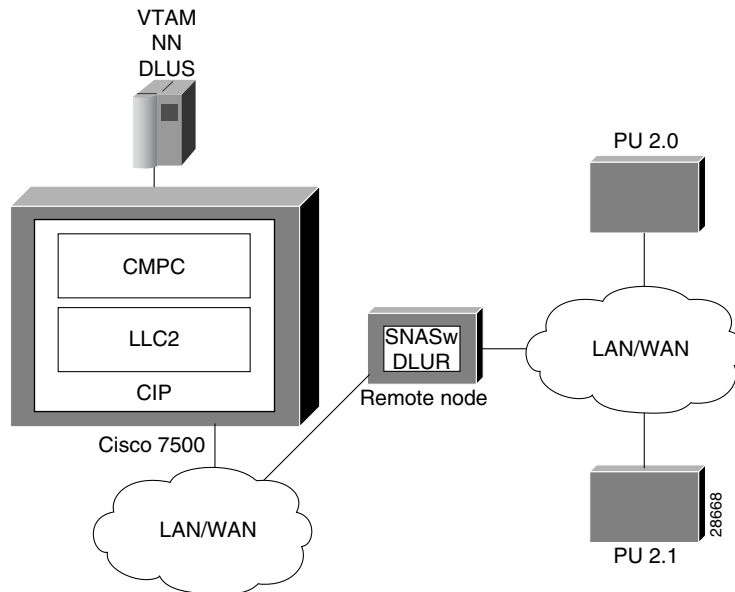 VTAM
NN
DLUS
PU 2.0
CMPC
LLC2
CIP
SNASw
DLUR
LAN/WAN
Remote node
Cisco 7500
LAN/WAN
28668
PU 2.1